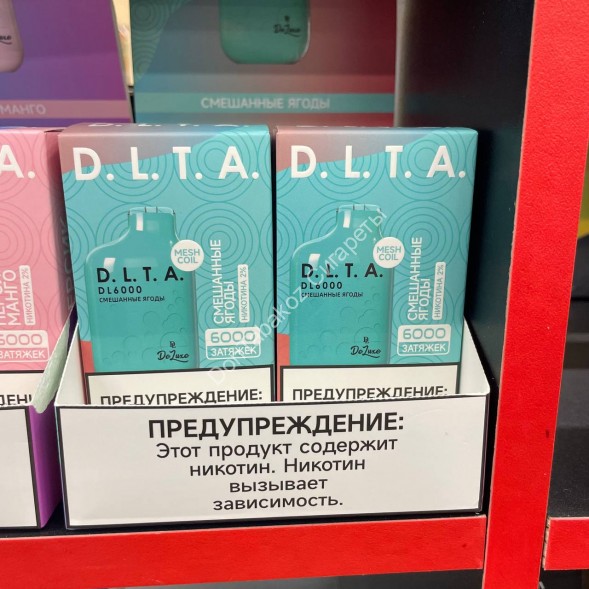 DeLuxe
МАНГО
СМЕШАННЫЕ ЯГОДЫ
.A.
МАНГО
НИКОТИНА 2%
6000
ЗАТЯЖЕК
D. L. T. A.
MESH
COIL
D. L. T. A.
DL6000
СМЕШАННЫЕ ЯГОДЫ
СМЕШАННЫЕ
ЯГОДЫ
НИКОТИНА 2%
6000
ЗАТЯЖЕК
DeLuxe
ПРЕДУПРЕЖДЕНИЕ:
D. L. T. A.
MESH
COIL
D. L. T. A.
DL6000
СМЕШАННЫЕ ЯГОДЫ
СМЕШАННЫЕ
ЯГОДЫ
НИКОТИНА 2%
6000
ЗАТЯЖЕК
DeLuxe
ПРЕДУПРЕЖДЕНИЕ:
ПРЕДУПРЕЖДЕНИЕ:
Этот продукт содержит
никотин. Никотин
вызывает
зависимость.